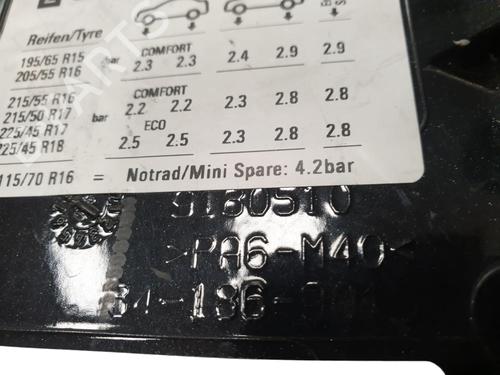 Reifen/Tyre
195/65 R15
205/55 R16
bar
COMFORT
2.3 2.3 2.4 2.9 2.9
215/55 R16
215/50 R17
225/45 R17
225/45 R18
bar
COMFORT
2.2 2.2 2.3 2.8 2.8
ECO
2.5 2.5 2.3 2.8 2.8
115/70 R16 = Notrad/Mini Spare: 4.2bar
>PA6-M40<